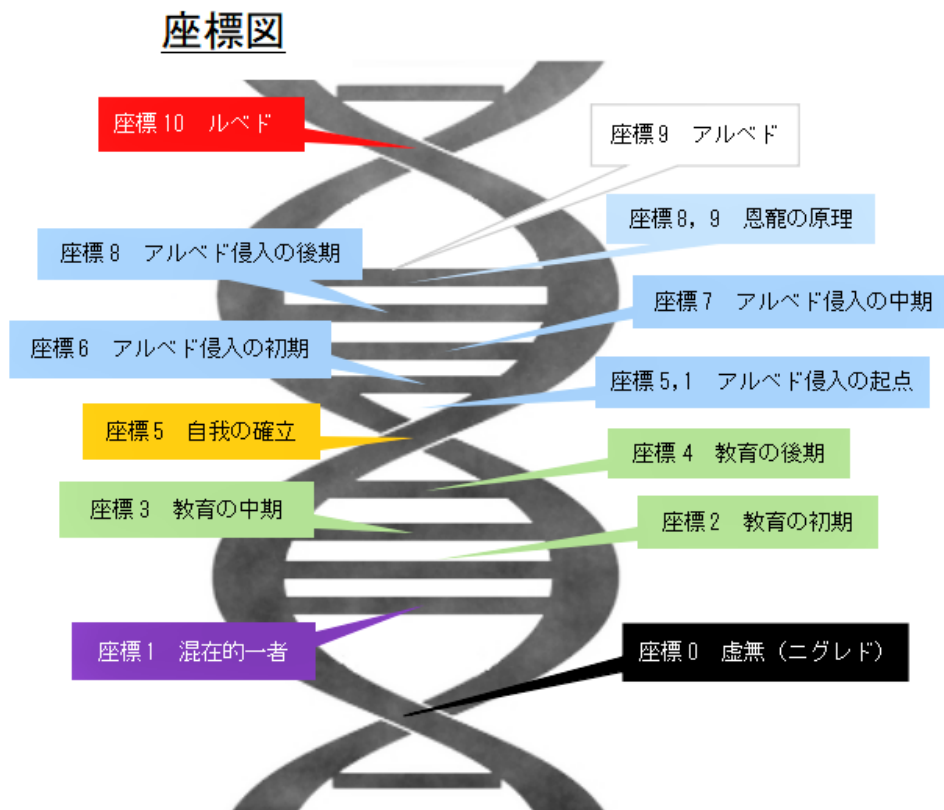 座標図
座標10 ルベド
座標9 アルベド
座標8,9 恩寵の原理
座標8 アルベド侵入の後期
座標7 アルベド侵入の中期
座標6 アルベド侵入の初期
座標5,1 アルベド侵入の起点
座標5 自我の確立
座標4 教育の後期
座標3 教育の中期
座標2 教育の初期
座標1 混在的一者
座標0 虚無(ニグレド)